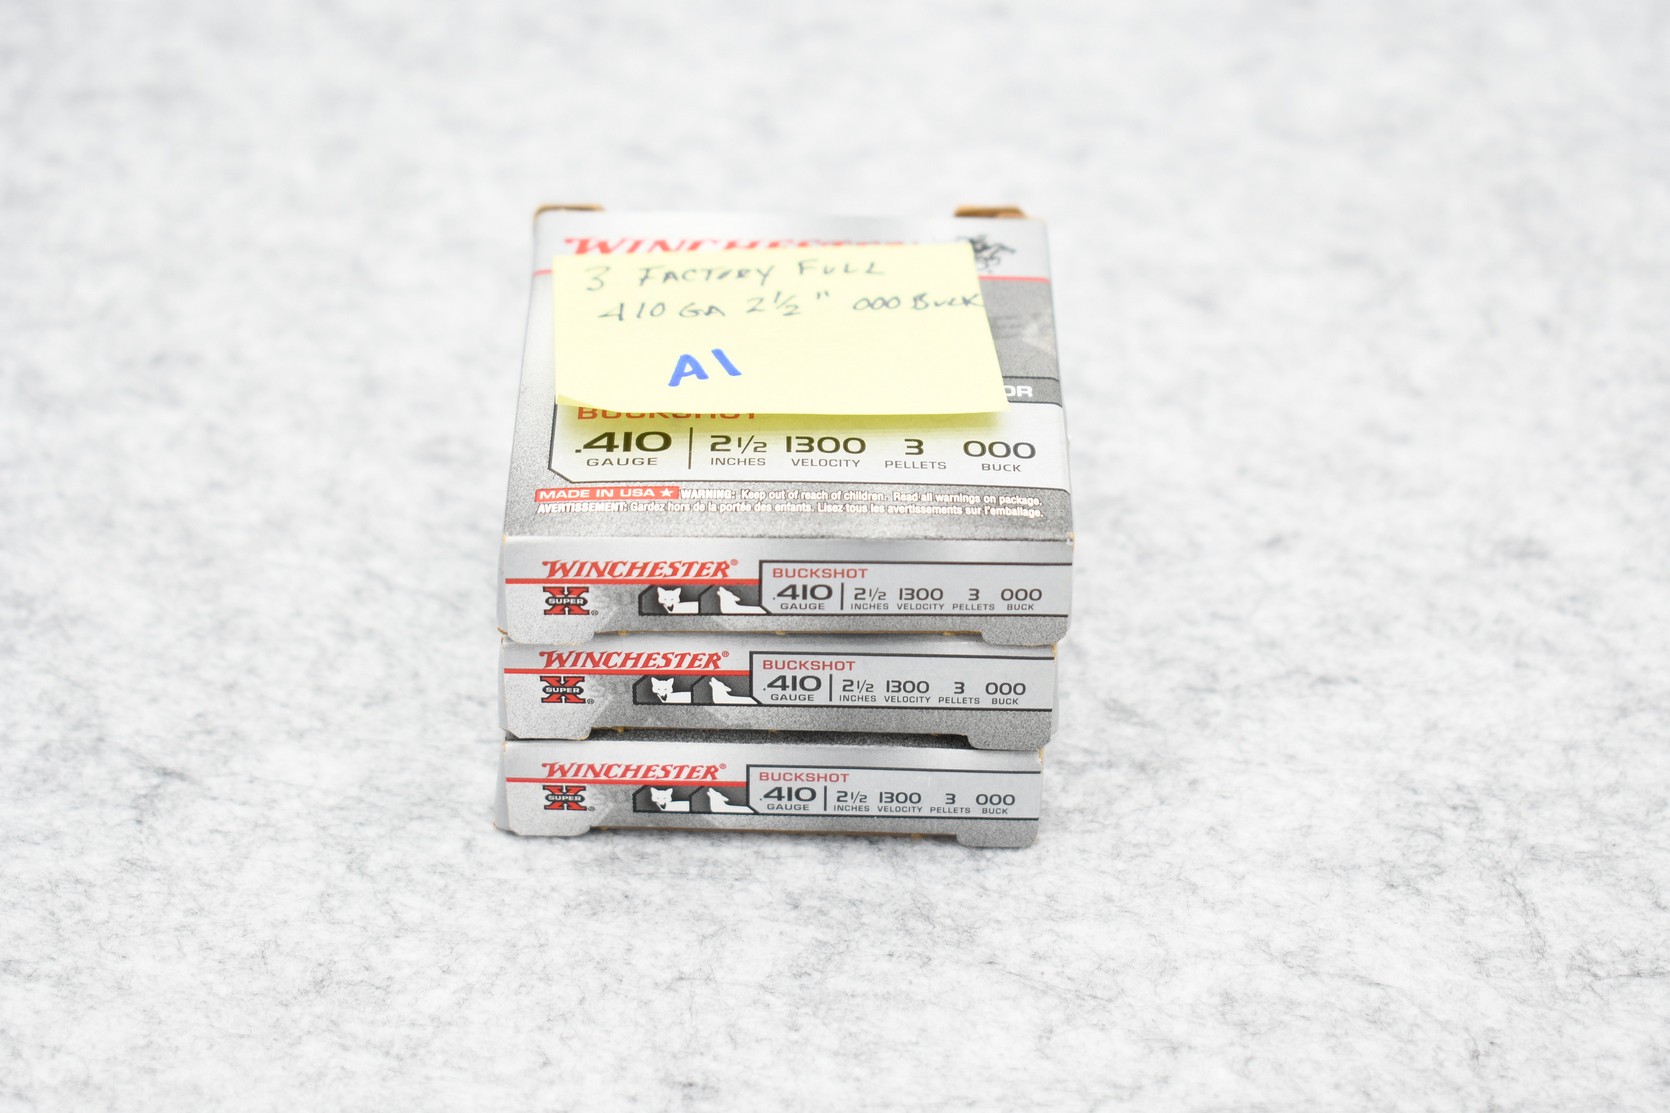 WINCHESTER
3 FACTORY FULL
410 GA 2 1/2" 000 BUCK
A1
OR
BUCKSHOT
.410 | 2 1/2 1300 3 000
GAUGE INCHES VELOCITY PELLETS BUCK
MADE IN USA ★ WARNING: Keep out of reach of children. Read all warnings on package.
AVERTISSEMENT: Gardez hors de la portée des enfants. Lisez tous les avertissements sur l'emballage.
WINCHESTER®
X SUPER ®
BUCKSHOT
.410 | 2 1/2 1300 3 000
GAUGE INCHES VELOCITY PELLETS BUCK
WINCHESTER®
X SUPER ®
BUCKSHOT
.410 | 2 1/2 1300 3 000
GAUGE INCHES VELOCITY PELLETS BUCK
WINCHESTER®
X SUPER ®
BUCKSHOT
.410 | 2 1/2 1300 3 000
GAUGE INCHES VELOCITY PELLETS BUCK